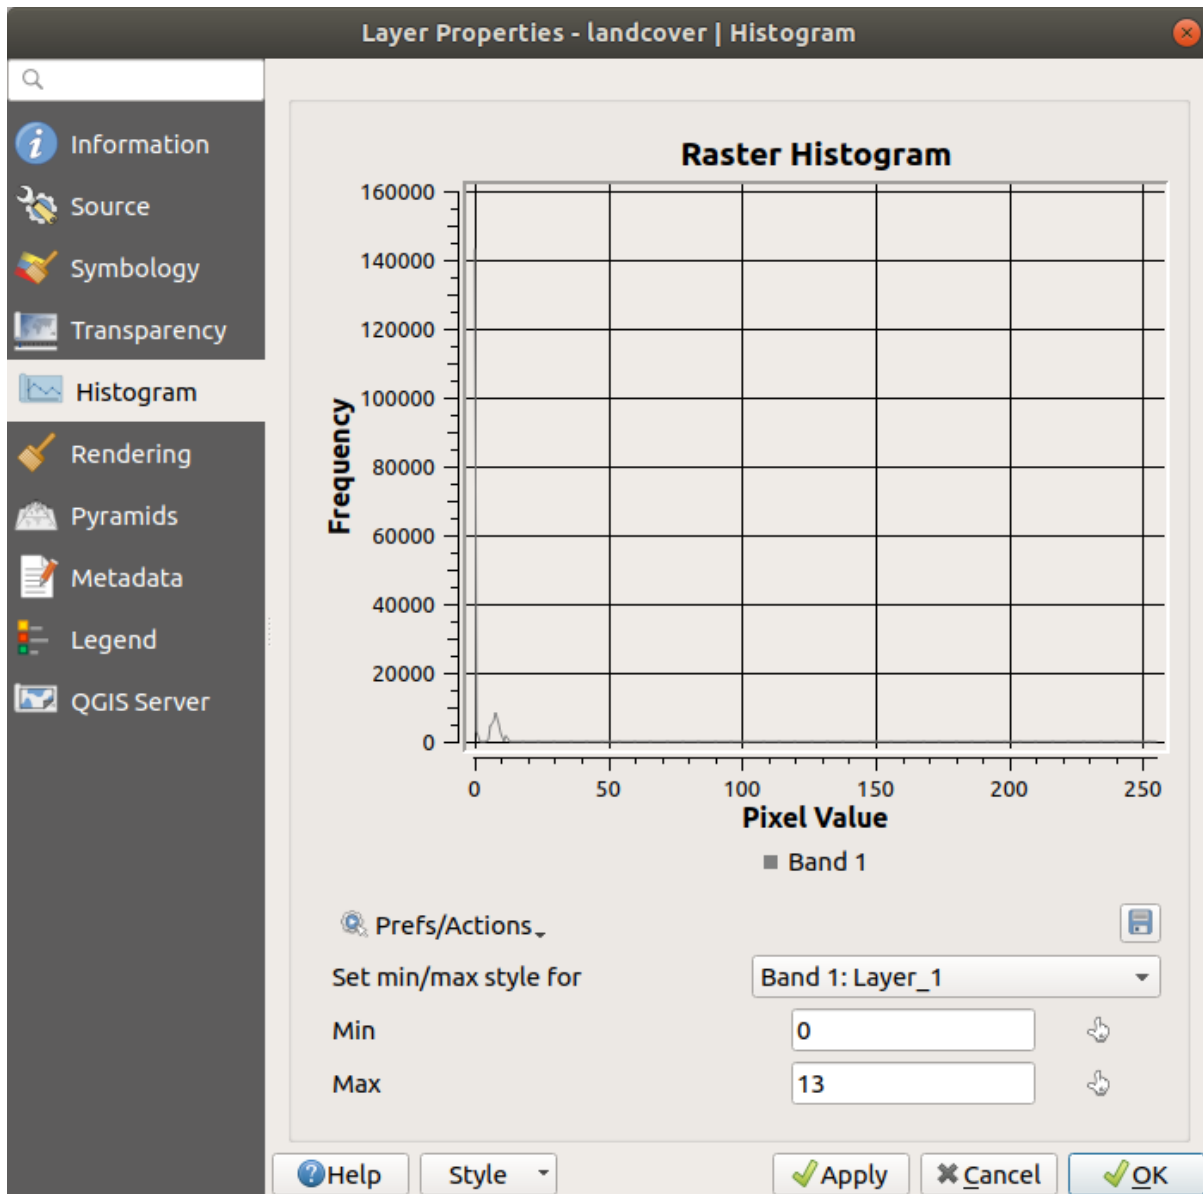 Layer Properties - landcover | Histogram
Information
Source
Symbology
Transparency
Histogram
Rendering
Pyramids
Metadata
Legend
QGIS Server
Raster Histogram
160000
140000
120000
100000
80000
60000
40000
20000
0
Frequency
0 50 100 150 200 250
Pixel Value
Band 1
Prefs/Actions
Set min/max style for Band 1: Layer_1
Min 0
Max 13
Help Style Apply Cancel OK